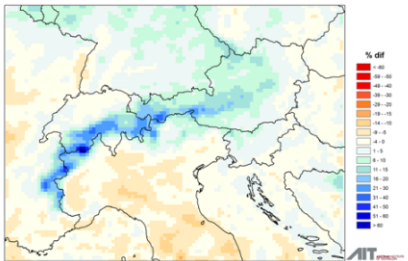 % dif
< -60
-59 - -50
-49 - -40
-39 - -30
-29 - -20
-19 - -15
-14 - -10
-9 - -5
-4 - 0
1 - 5
6 - 10
11 - 15
16 - 20
21 - 30
31 - 40
41 - 50
51 - 60
> 60
AIT